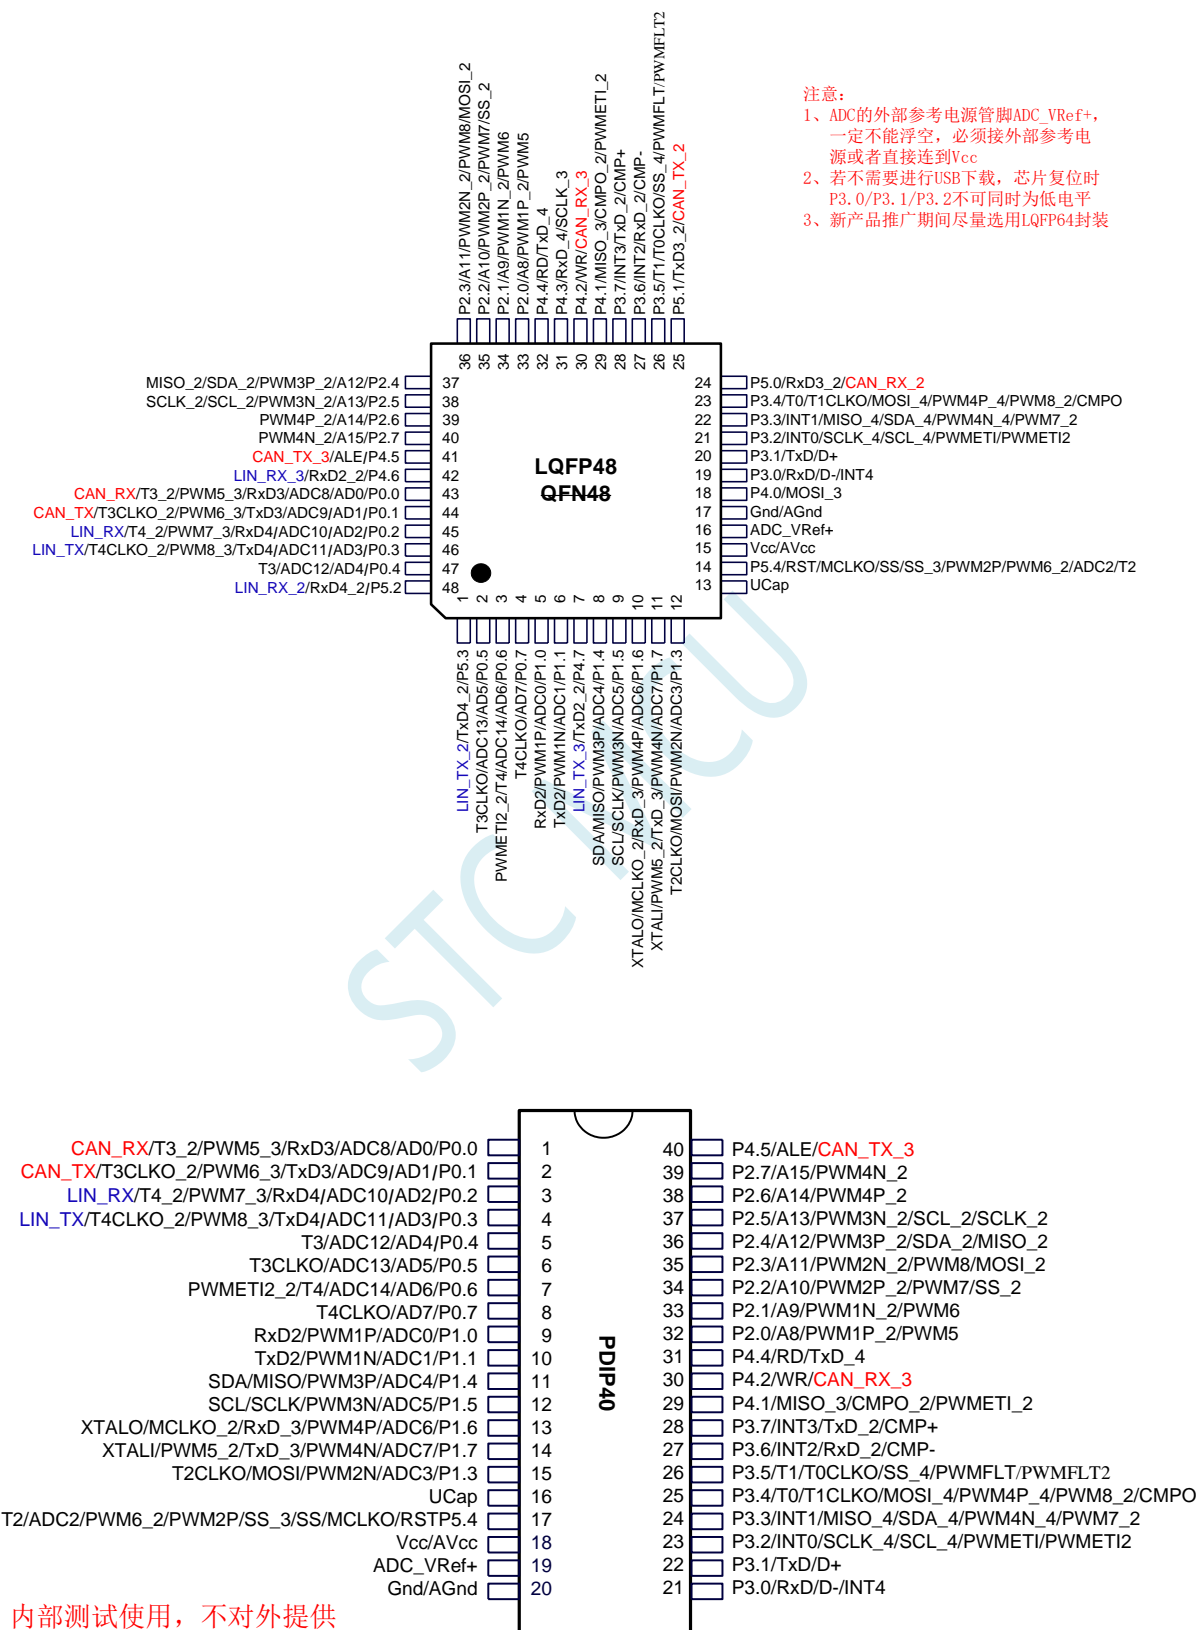 P2.3/A11/PWM2N_2/PWM8/MOSI_2
P2.2/A10/PWM2P_2/PWM7/SS_2
P2.1/A9/PWM1N_2/PWM6
P2.0/A8/PWM1P_2/PWM5
P4.4/RD/TxD_4
P4.3/RxD_4/SCLK_3
P4.2/WR/CAN_RX_3
P4.1/MISO_3/CMPO_2/PWMETI_2
P3.7/INT3/TxD_2/CMP+
P3.6/INT2/RxD_2/CMP-
P3.5/T1/T0CLKO/SS_4/PWMFLT/PWMFLT2
P5.1/TxD3_2/CAN_TX_2
注意：
1、ADC的外部参考电源管脚ADC_VRef+，
一定不能浮空，必须接外部参考电
源或者直接连到Vcc
2、若不需要进行USB下载，芯片复位时
P3.0/P3.1/P3.2不可同时为低电平
3、新产品推广期间尽量选用LQFP64封装
36 35 34 33 32 31 30 29 28 27 26 25
MISO_2/SDA_2/PWM3P_2/A12/P2.4 37
SCLK_2/SCL_2/PWM3N_2/A13/P2.5 38
PWM4P_2/A14/P2.6 39
PWM4N_2/A15/P2.7 40
CAN_TX_3/ALE/P4.5 41
LIN_RX_3/RxD2_2/P4.6 42
CAN_RX/T3_2/PWM5_3/RxD3/ADC8/AD0/P0.0 43
CAN_TX/T3CLKO_2/PWM6_3/TxD3/ADC9/AD1/P0.1 44
LIN_RX/T4_2/PWM7_3/RxD4/ADC10/AD2/P0.2 45
LIN_TX/T4CLKO_2/PWM8_3/TxD4/ADC11/AD3/P0.3 46
T3/ADC12/AD4/P0.4 47
LIN_RX_2/RxD4_2/P5.2 48
LQFP48
QFN48
24 P5.0/RxD3_2/CAN_RX_2
23 P3.4/T0/T1CLKO/MOSI_4/PWM4P_4/PWM8_2/CMPO
22 P3.3/INT1/MISO_4/SDA_4/PWM4N_4/PWM7_2
21 P3.2/INT0/SCLK_4/SCL_4/PWMETI/PWMETI2
20 P3.1/TxD/D+
19 P3.0/RxD/D-/INT4
18 P4.0/MOSI_3
17 Gnd/AGnd
16 ADC_VRef+
15 Vcc/AVcc
14 P5.4/RST/MCLKO/SS/SS_3/PWM2P/PWM6_2/ADC2/T2
13 UCap
1 2 3 4 5 6 7 8 9 10 11 12
LIN_TX_2/TxD4_2/P5.3
T3CLKO/ADC13/AD5/P0.5
PWMETI2_2/T4/ADC14/AD6/P0.6
T4CLKO/AD7/P0.7
RxD2/PWM1P/ADC0/P1.0
TxD2/PWM1N/ADC1/P1.1
LIN_TX_3/TxD2_2/P4.7
SDA/MISO/PWM3P/ADC4/P1.4
SCL/SCLK/PWM3N/ADC5/P1.5
XTALO/MCLKO_2/RxD_3/PWM4P/ADC6/P1.6
XTALI/PWM5_2/TxD_3/PWM4N/ADC7/P1.7
T2CLKO/MOSI/PWM2N/ADC3/P1.3
STC MCU
CAN_RX/T3_2/PWM5_3/RxD3/ADC8/AD0/P0.0 1
CAN_TX/T3CLKO_2/PWM6_3/TxD3/ADC9/AD1/P0.1 2
LIN_RX/T4_2/PWM7_3/RxD4/ADC10/AD2/P0.2 3
LIN_TX/T4CLKO_2/PWM8_3/TxD4/ADC11/AD3/P0.3 4
T3/ADC12/AD4/P0.4 5
T3CLKO/ADC13/AD5/P0.5 6
PWMETI2_2/T4/ADC14/AD6/P0.6 7
T4CLKO/AD7/P0.7 8
RxD2/PWM1P/ADC0/P1.0 9
TxD2/PWM1N/ADC1/P1.1 10
SDA/MISO/PWM3P/ADC4/P1.4 11
SCL/SCLK/PWM3N/ADC5/P1.5 12
XTALO/MCLKO_2/RxD_3/PWM4P/ADC6/P1.6 13
XTALI/PWM5_2/TxD_3/PWM4N/ADC7/P1.7 14
T2CLKO/MOSI/PWM2N/ADC3/P1.3 15
UCap 16
T2/ADC2/PWM6_2/PWM2P/SS_3/SS/MCLKO/RSTP5.4 17
Vcc/AVcc 18
ADC_VRef+ 19
Gnd/AGnd 20
PDIP40
40 P4.5/ALE/CAN_TX_3
39 P2.7/A15/PWM4N_2
38 P2.6/A14/PWM4P_2
37 P2.5/A13/PWM3N_2/SCL_2/SCLK_2
36 P2.4/A12/PWM3P_2/SDA_2/MISO_2
35 P2.3/A11/PWM2N_2/PWM8/MOSI_2
34 P2.2/A10/PWM2P_2/PWM7/SS_2
33 P2.1/A9/PWM1N_2/PWM6
32 P2.0/A8/PWM1P_2/PWM5
31 P4.4/RD/TxD_4
30 P4.2/WR/CAN_RX_3
29 P4.1/MISO_3/CMPO_2/PWMETI_2
28 P3.7/INT3/TxD_2/CMP+
27 P3.6/INT2/RxD_2/CMP-
26 P3.5/T1/T0CLKO/SS_4/PWMFLT/PWMFLT2
25 P3.4/T0/T1CLKO/MOSI_4/PWM4P_4/PWM8_2/CMPO
24 P3.3/INT1/MISO_4/SDA_4/PWM4N_4/PWM7_2
23 P3.2/INT0/SCLK_4/SCL_4/PWMETI/PWMETI2
22 P3.1/TxD/D+
21 P3.0/RxD/D-/INT4
内部测试使用，不对外提供